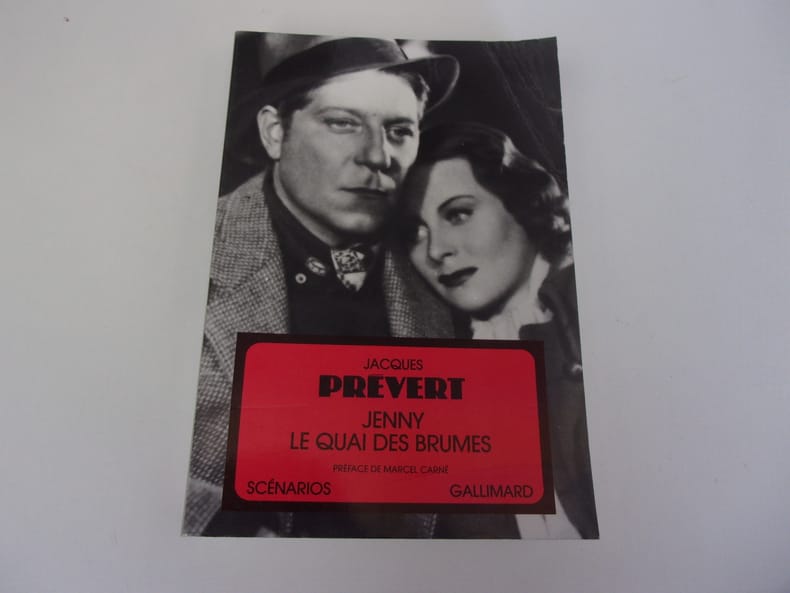 JACQUES
PRÉVERT
JENNY
LE QUAI DES BRUMES
PRÉFACE DE MARCEL CARNÉ
SCÉNARIOS GALLIMARD